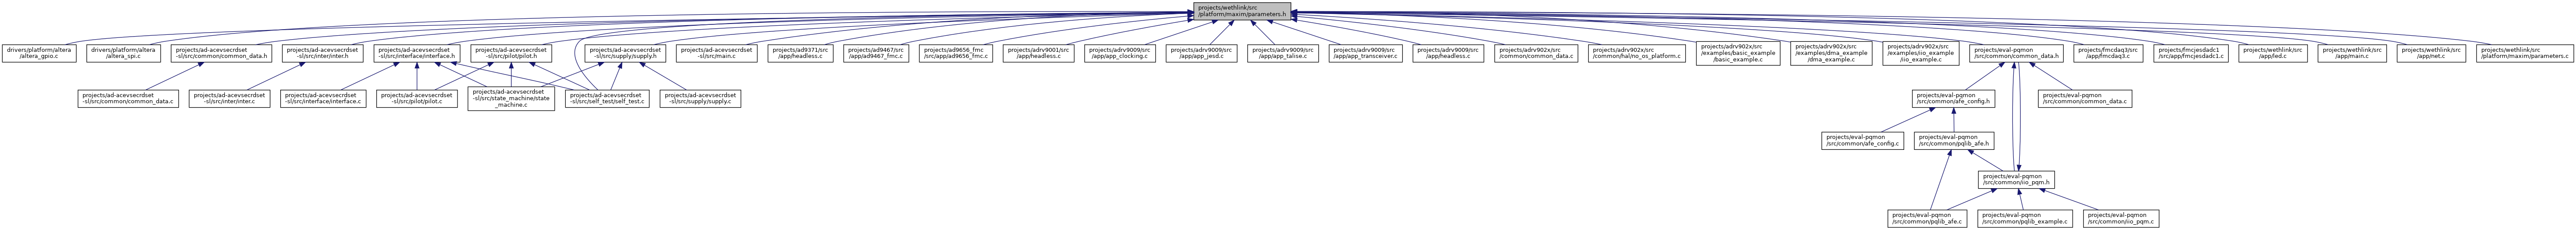 projects/wethlink/src
/platform/maxim/parameters.h
drivers/platform/altera
/altera_gpio.c
drivers/platform/altera
/altera_spi.c
projects/ad-acevsecrdset
-sl/src/common/common_data.h
projects/ad-acevsecrdset
-sl/src/inter/inter.h
projects/ad-acevsecrdset
-sl/src/interface/interface.h
projects/ad-acevsecrdset
-sl/src/pilot/pilot.h
projects/ad-acevsecrdset
-sl/src/supply/supply.h
projects/ad-acevsecrdset
-sl/src/main.c
projects/ad9371/src
/app/headless.c
projects/ad9467/src
/app/ad9467_fmc.c
projects/ad9656_fmc
/src/app/ad9656_fmc.c
projects/adrv9001/src
/app/headless.c
projects/adrv9009/src
/app/app_clocking.c
projects/adrv9009/src
/app/app_jesd.c
projects/adrv9009/src
/app/app_talise.c
projects/adrv9009/src
/app/app_transceiver.c
projects/adrv9009/src
/app/headless.c
projects/adrv902x/src
/common/common_data.c
projects/adrv902x/src
/common/hal/no_os_platform.c
projects/adrv902x/src
/examples/basic_example
/basic_example.c
projects/adrv902x/src
/examples/dma_example
/dma_example.c
projects/adrv902x/src
/examples/iio_example
/iio_example.c
projects/eval-pqmon
/src/common/common_data.h
projects/fmcdaq3/src
/app/fmcdaq3.c
projects/fmcjesdadc1
/src/app/fmcjesdadc1.c
projects/wethlink/src
/app/led.c
projects/wethlink/src
/app/main.c
projects/wethlink/src
/app/net.c
projects/wethlink/src
/platform/maxim/parameters.c
projects/ad-acevsecrdset
-sl/src/common/common_data.c
projects/ad-acevsecrdset
-sl/src/inter/inter.c
projects/ad-acevsecrdset
-sl/src/interface/interface.c
projects/ad-acevsecrdset
-sl/src/pilot/pilot.c
projects/ad-acevsecrdset
-sl/src/state_machine/state
_machine.c
projects/ad-acevsecrdset
-sl/src/self_test/self_test.c
projects/ad-acevsecrdset
-sl/src/supply/supply.c
projects/eval-pqmon
/src/common/afe_config.h
projects/eval-pqmon
/src/common/common_data.c
projects/eval-pqmon
/src/common/afe_config.c
projects/eval-pqmon
/src/common/pqlib_afe.h
projects/eval-pqmon
/src/common/iio_pqm.h
projects/eval-pqmon
/src/common/pqlib_afe.c
projects/eval-pqmon
/src/common/pqlib_example.c
projects/eval-pqmon
/src/common/iio_pqm.c